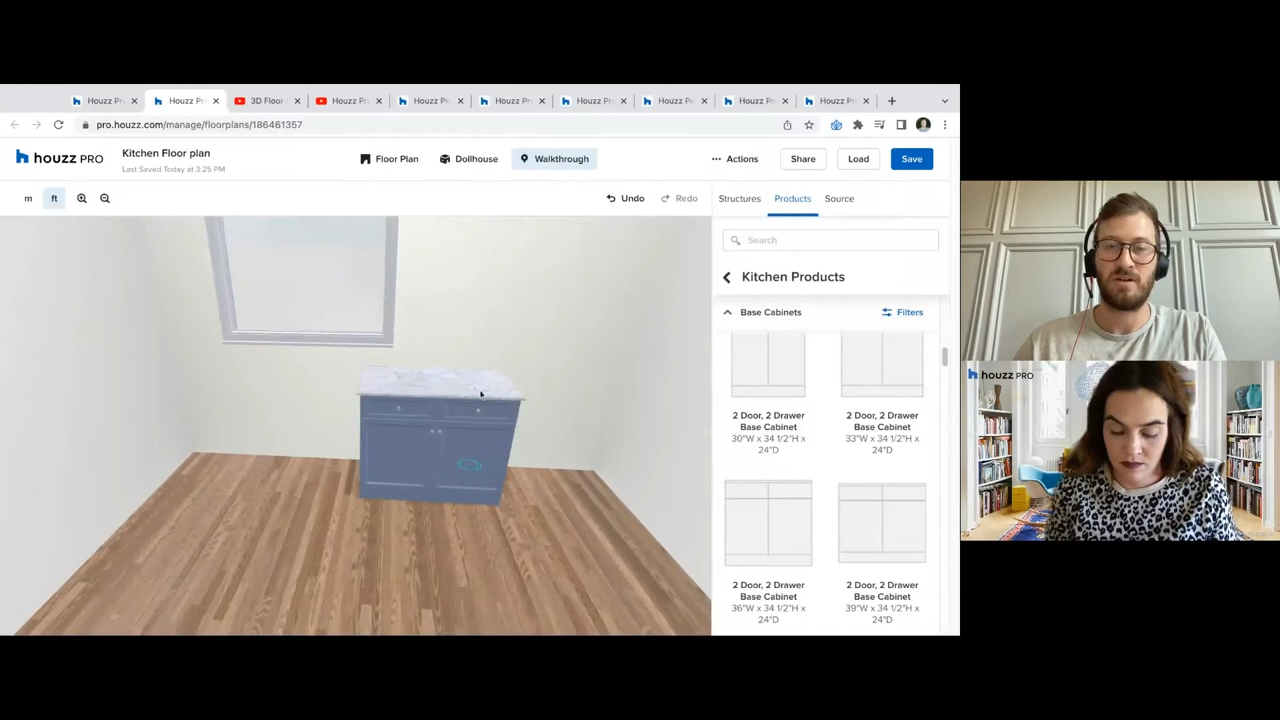 Houzz Pr
Houzz Pr
3D Floor
Houzz Pr
Houzz Pr
Houzz Pr
Houzz Pr
Houzz Pr
Houzz Pr
Houzz Pr
pro.houzz.com/manage/floorplans/186461357
houzz PRO
Kitchen Floor plan
Last Saved Today at 3:25 PM
Floor Plan
Dollhouse
Walkthrough
Actions
Share
Load
Save
m
ft
Undo
Redo
Structures
Products
Source
Search
Kitchen Products
Base Cabinets
Filters
2 Door, 2 Drawer
Base Cabinet
30"W x 34 1/2"H x
24"D
2 Door, 2 Drawer
Base Cabinet
33"W x 34 1/2"H x
24"D
2 Door, 2 Drawer
Base Cabinet
36"W x 34 1/2"H x
24"D
2 Door, 2 Drawer
Base Cabinet
39"W x 34 1/2"H x
24"D
houzz PRO